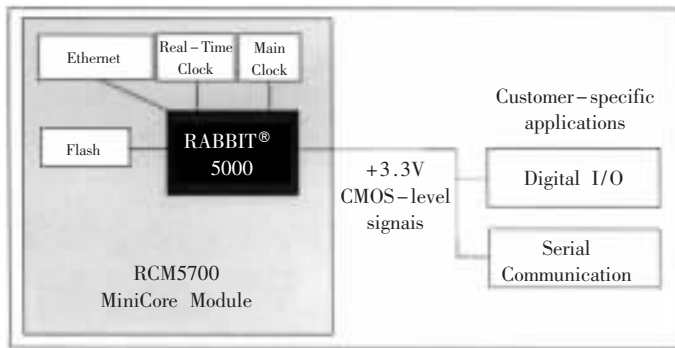 Ethernet
Real-Time
Clock
Main
Clock
Flash
RABBIT®
5000
RCM5700
MiniCore Module
+3.3V
CMOS-level
signais
Customer-specific
applications
Digital I/O
Serial
Communication